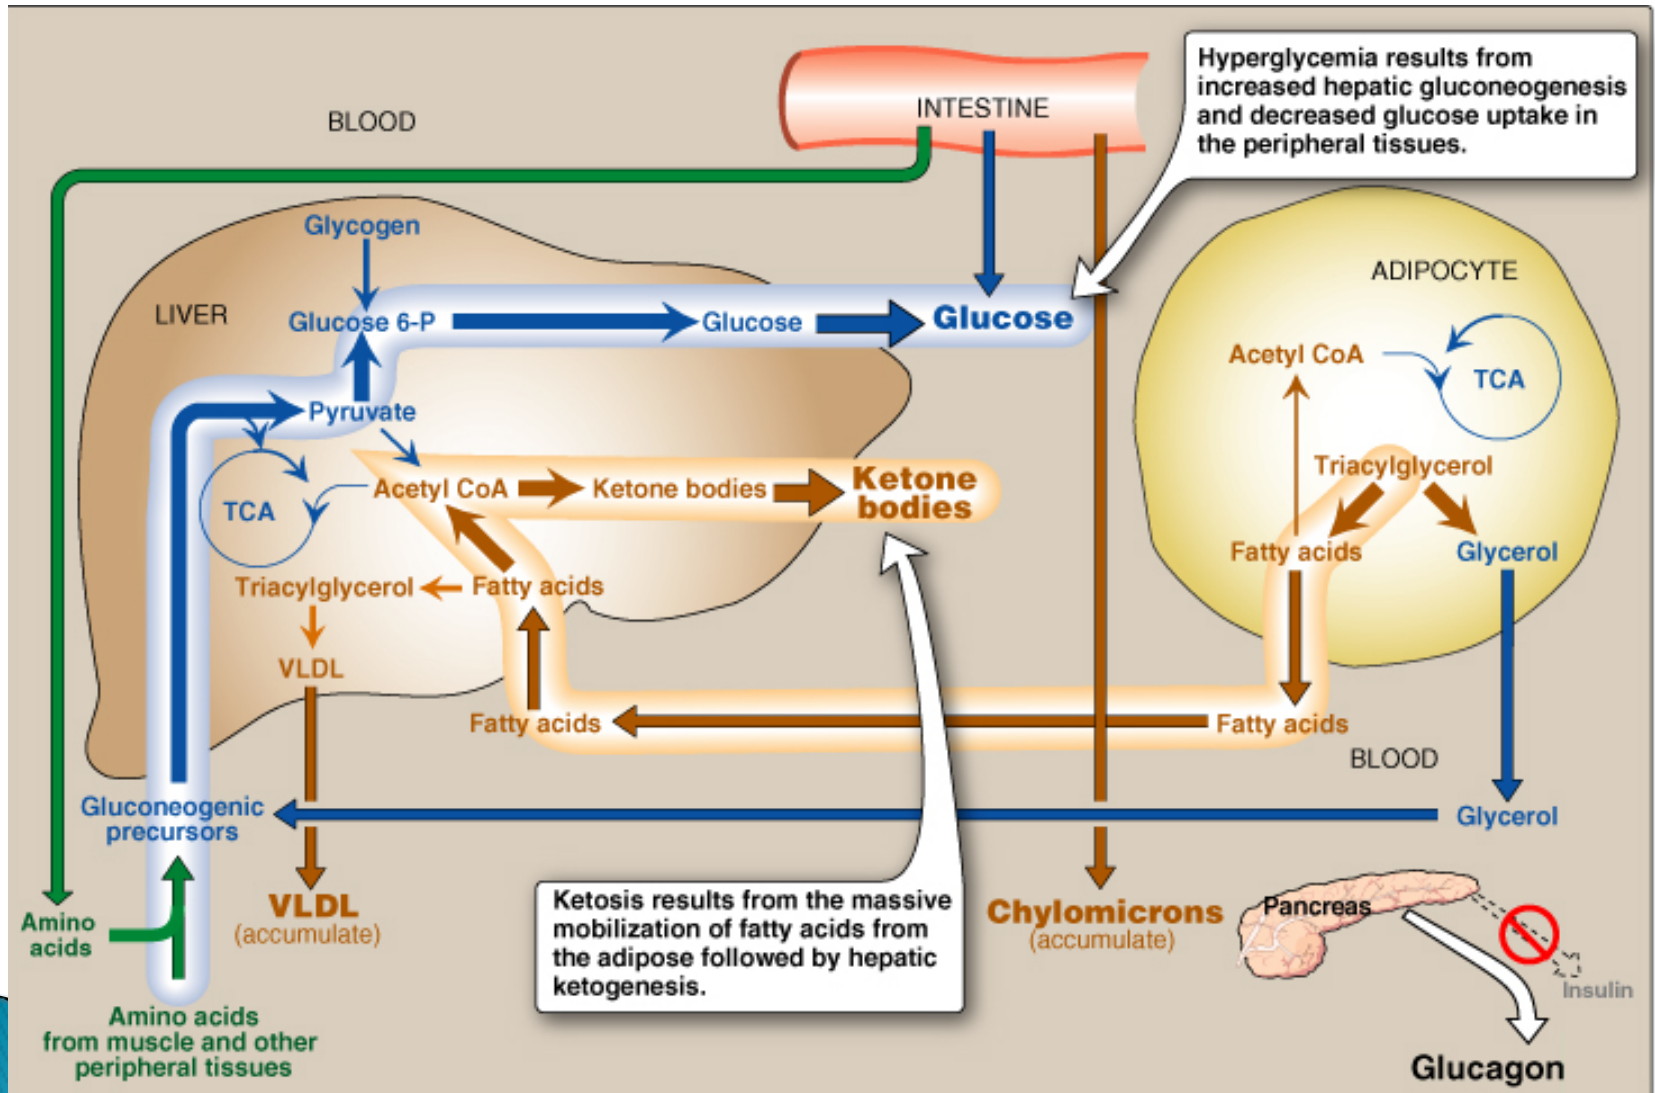 Hyperglycemia results from
increased hepatic gluconeogenesis
and decreased glucose uptake in
the peripheral tissues.
INTESTINE
BLOOD
Glycogen
LIVER
Glucose 6-P
Glucose
Glucose
ADIPOCYTE
Acetyl CoA
TCA
Pyruvate
Triacylglycerol
Acetyl CoA
Ketone bodies
Ketone
bodies
TCA
Fatty acids
Glycerol
Triacylglycerol
Fatty acids
VLDL
Fatty acids
Fatty acids
BLOOD
Gluconeogenic
precursors
Glycerol
Amino
acids
VLDL
(accumulate)
Ketosis results from the massive
mobilization of fatty acids from
the adipose followed by hepatic
ketogenesis.
Chylomicrons
(accumulate)
Pancreas
Insulin
Amino acids
from muscle and other
peripheral tissues
Glucagon